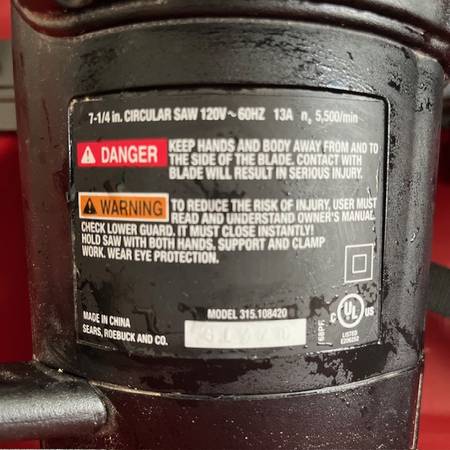 7-1/4 in. CIRCULAR SAW 120V~60HZ 13A n₀ 5,500/min
DANGER
KEEP HANDS AND BODY AWAY FROM AND TO
THE SIDE OF THE BLADE. CONTACT WITH
BLADE WILL RESULT IN SERIOUS INJURY.
WARNING
TO REDUCE THE RISK OF INJURY, USER MUST
READ AND UNDERSTAND OWNER'S MANUAL.
CHECK LOWER GUARD. IT MUST CLOSE INSTANTLY!
HOLD SAW WITH BOTH HANDS. SUPPORT AND CLAMP
WORK. WEAR EYE PROTECTION.
MADE IN CHINA
SEARS, ROEBUCK AND CO.
MODEL 315.108420
C UL US
LISTED